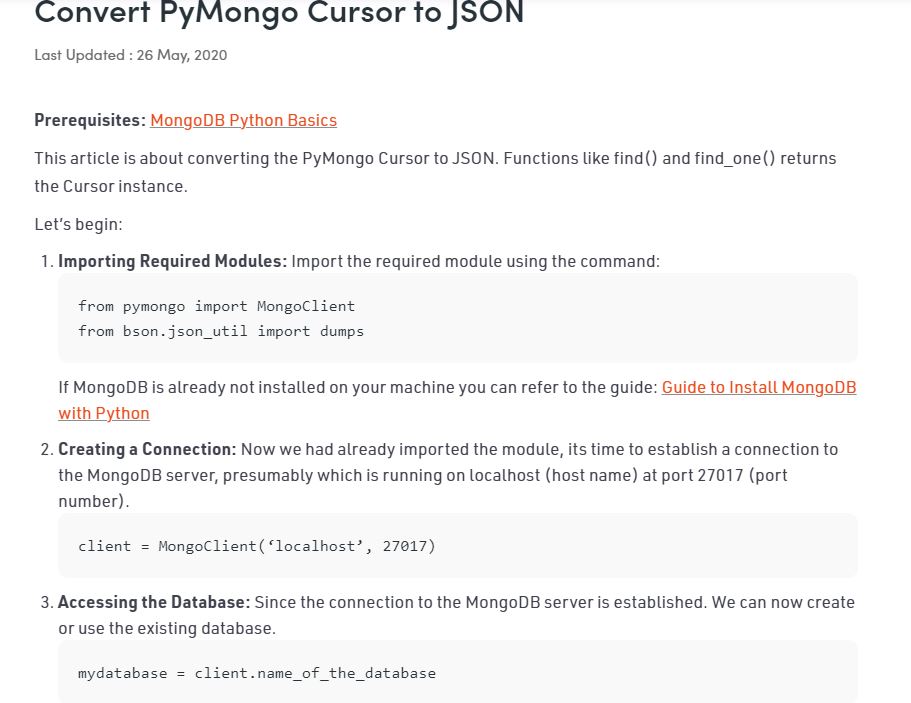 Convert PyMongo Cursor to JSON
Last Updated : 26 May, 2020
Prerequisites: MongoDB Python Basics
This article is about converting the PyMongo Cursor to JSON. Functions like find() and find_one() returns
the Cursor instance.
Let’s begin:
1. Importing Required Modules: Import the required module using the command:
from pymongo import MongoClient
from bson.json_util import dumps
If MongoDB is already not installed on your machine you can refer to the guide: Guide to Install MongoDB
with Python
2. Creating a Connection: Now we had already imported the module, its time to establish a connection to
the MongoDB server, presumably which is running on localhost (host name) at port 27017 (port
number).
client = MongoClient(‘localhost’, 27017)
3. Accessing the Database: Since the connection to the MongoDB server is established. We can now create
or use the existing database.
mydatabase = client.name_of_the_database